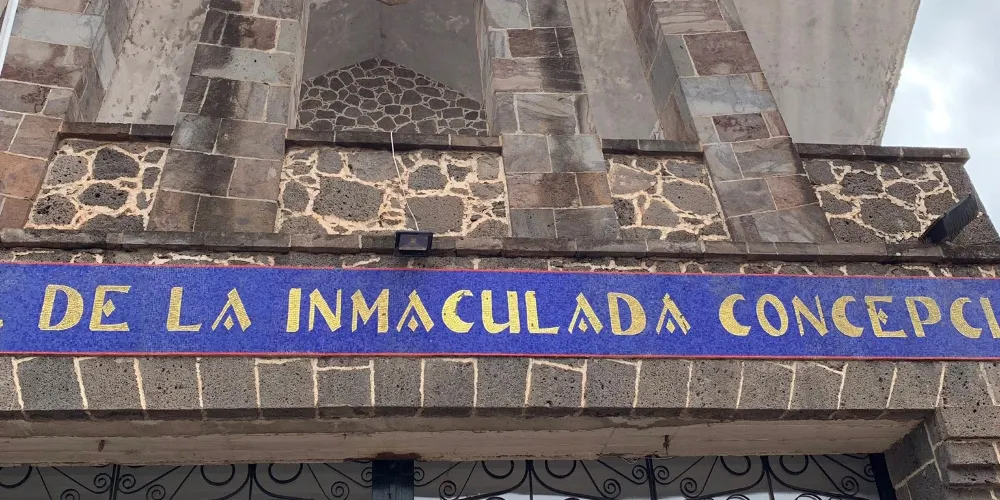 DE LA INMACULADA CONCEPCI